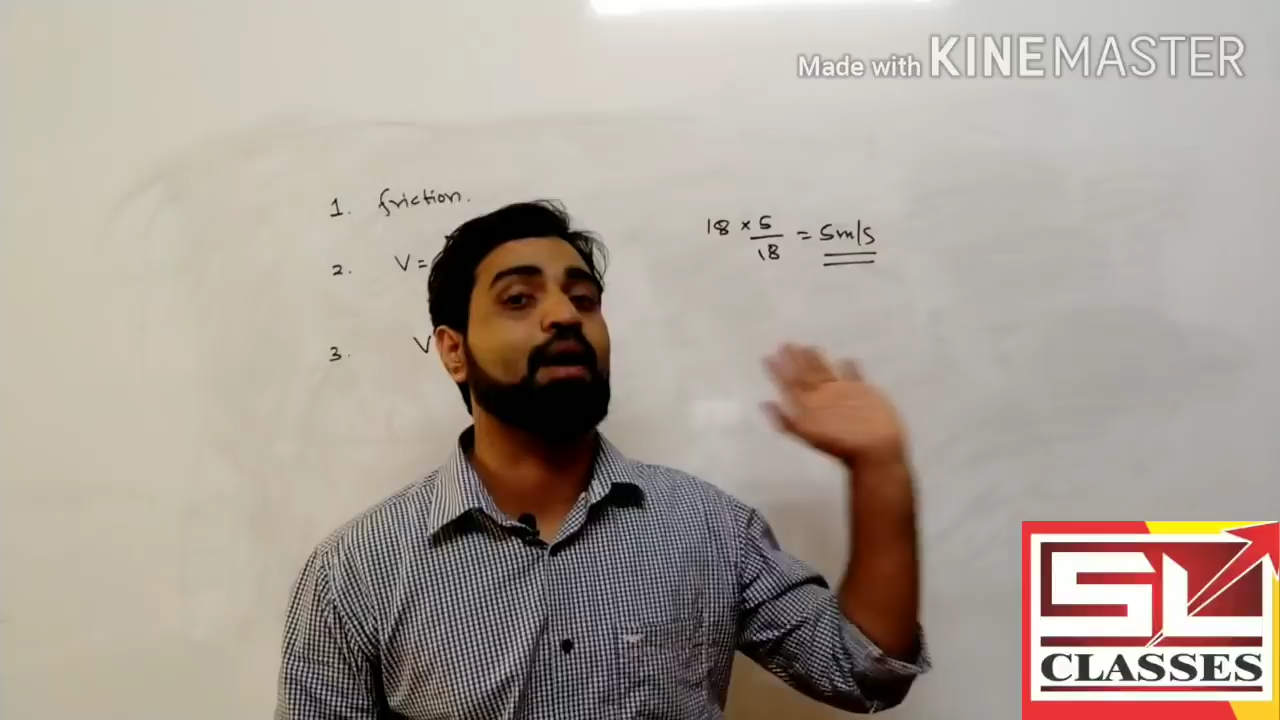 Made with KINEMASTER
1. friction.
18 × 5/18 = 5m/s
2. V =
3. V
SL
CLASSES